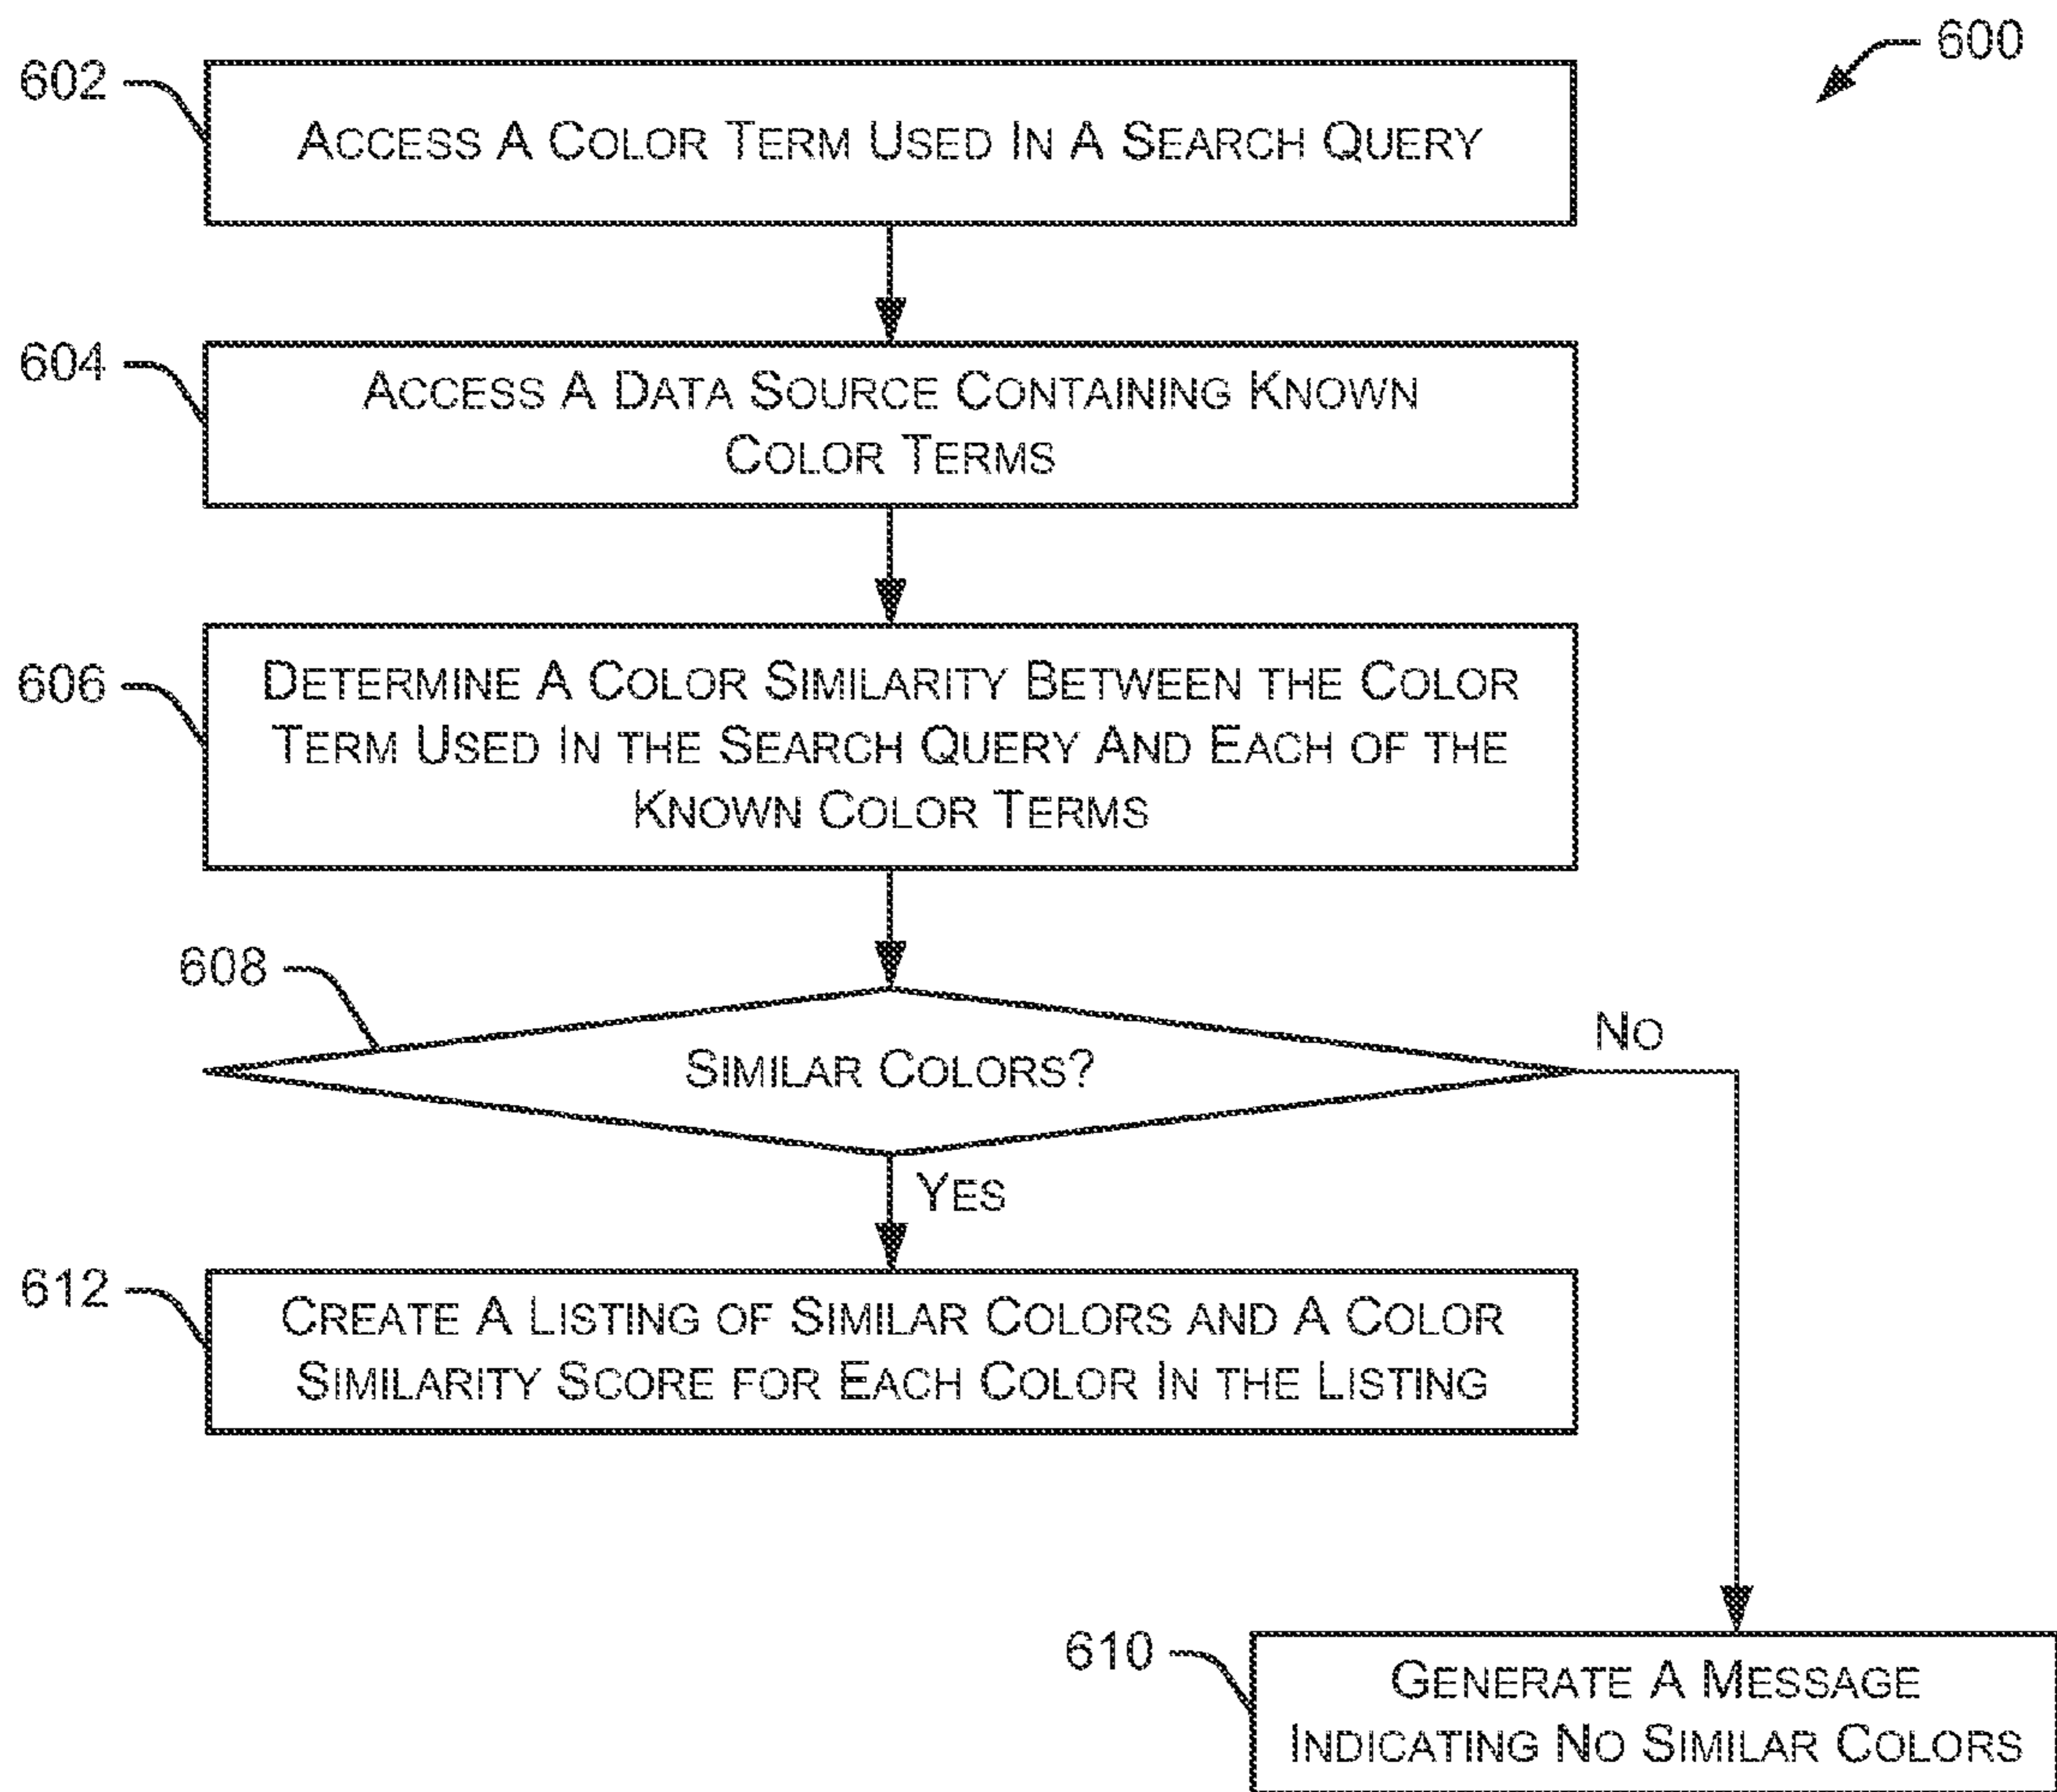 600
602
ACCESS A COLOR TERM USED IN A SEARCH QUERY
604
ACCESS A DATA SOURCE CONTAINING KNOWN
COLOR TERMS
606
DETERMINE A COLOR SIMILARITY BETWEEN THE COLOR
TERM USED IN THE SEARCH QUERY AND EACH OF THE
KNOWN COLOR TERMS
608
SIMILAR COLORS?
NO
YES
612
CREATE A LISTING OF SIMILAR COLORS AND A COLOR
SIMILARITY SCORE FOR EACH COLOR IN THE LISTING
610
GENERATE A MESSAGE
INDICATING NO SIMILAR COLORS